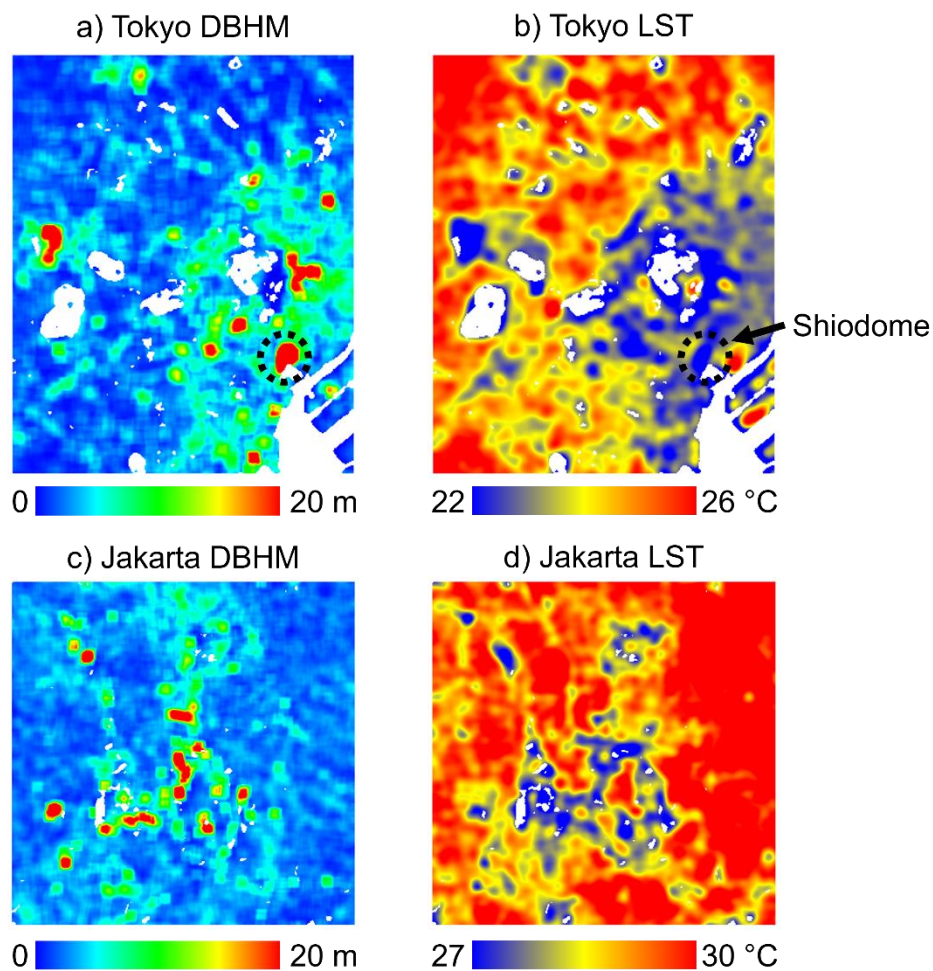 a) Tokyo DBHM
b) Tokyo LST
Shiodome
0 20 m
22 26 °C
c) Jakarta DBHM
d) Jakarta LST
0 20 m
27 30 °C